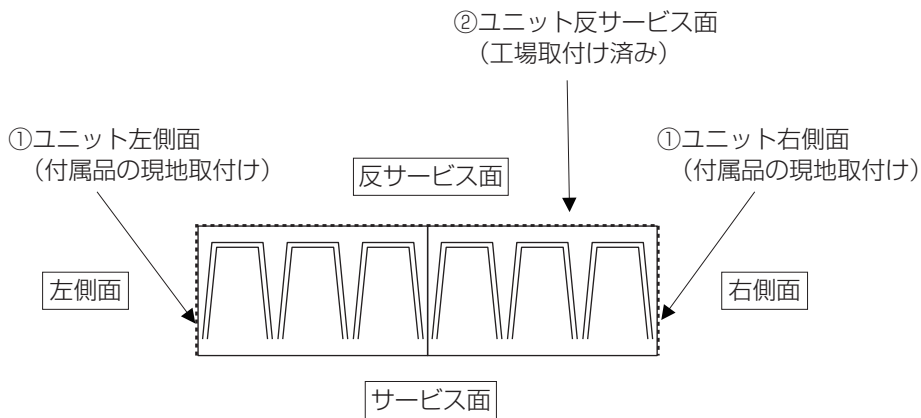 ②ユニット反サービス面
（工場取付け済み）
①ユニット左側面
（付属品の現地取付け）
①ユニット右側面
（付属品の現地取付け）
反サービス面
左側面
右側面
サービス面